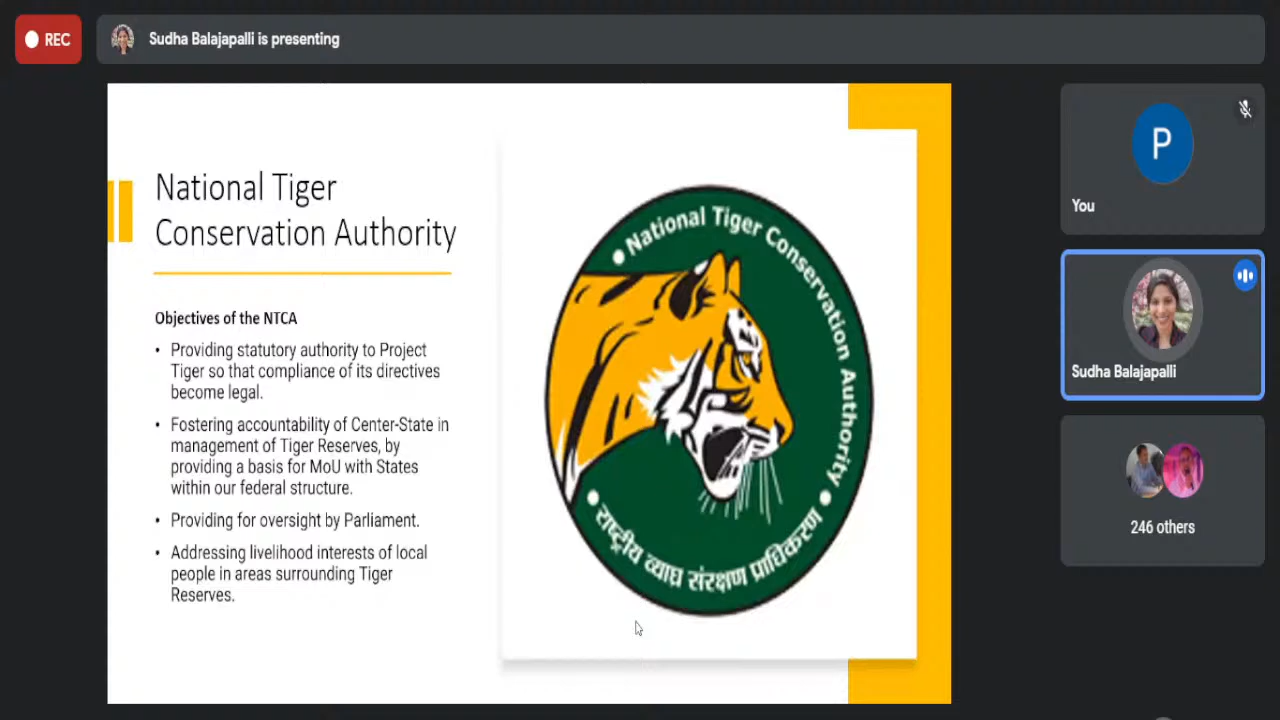 REC
Sudha Balajapalli is presenting
National Tiger
Conservation Authority
Objectives of the NTCA
• Providing statutory authority to Project
Tiger so that compliance of its directives
become legal.
• Fostering accountability of Center-State in
management of Tiger Reserves, by
providing a basis for MoU with States
within our federal structure.
• Providing for oversight by Parliament.
• Addressing livelihood interests of local
people in areas surrounding Tiger
Reserves.
• National Tiger Conservation Authority •
राष्ट्रीय व्याघ्र संरक्षण प्राधिकरण
P
You
Sudha Balajapalli
246 others